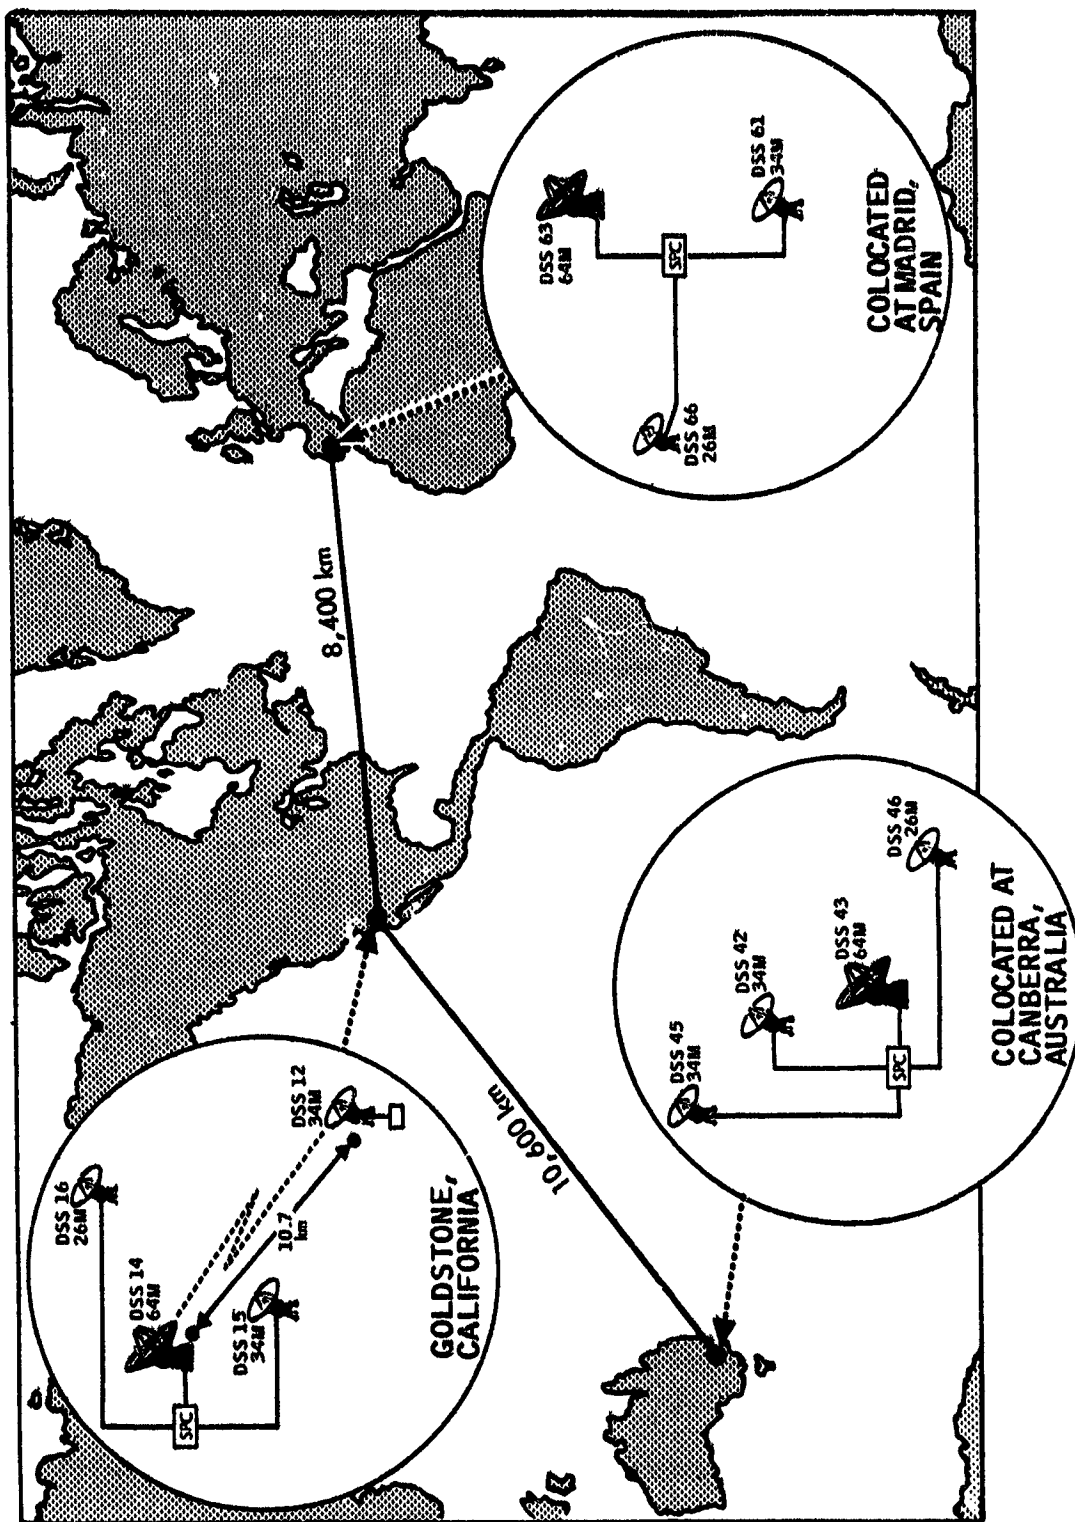 DSS 16
26M
DSS 14
64M
DSS 15
34M
SPC
10.7
km
DSS 12
34M
GOLDSTONE,
CALIFORNIA
8,400 km
10,600 km
DSS 45
34M
DSS 42
34M
DSS 43
64M
DSS 46
26M
SPC
COLOCATED AT
CANBERRA,
AUSTRALIA
DSS 63
64M
DSS 66
26M
SPC
DSS 61
34M
COLOCATED
AT MADRID,
SPAIN